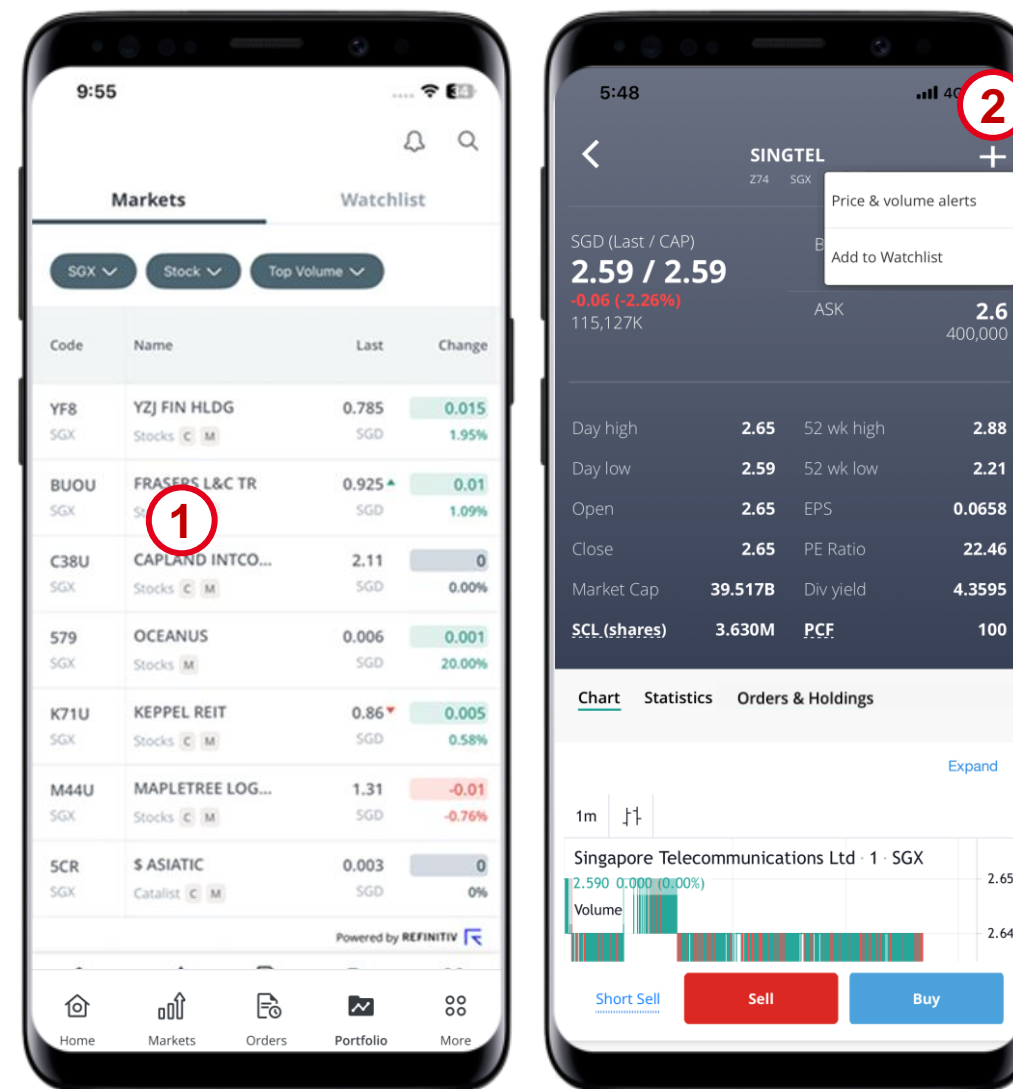 9:55
34
Markets
Watchlist
SGX
Stock
Top Volume
Code
Name
Last
Change
YF8
YZJ FIN HLDG
0.785
0.015
SGX
Stocks C M
SGD
1.95%
BUOU
FRASERS L&C TR
0.925
0.01
SGX
SGD
1.09%
1
C38U
CAPLAND INTCO...
2.11
0
SGX
Stocks C M
SGD
0.00%
579
OCEANUS
0.006
0.001
SGX
Stocks M
SGD
20.00%
K71U
KEPPEL REIT
0.86
0.005
SGX
Stocks C M
SGD
0.58%
M44U
MAPLETREE LOG...
1.31
-0.01
SGX
Stocks C M
SGD
-0.76%
5CR
$ ASIATIC
0.003
0
SGX
Catalist C M
SGD
0%
Powered by REFINITIV
Home
Markets
Orders
Portfolio
More
5:48
2
SINGTEL
Z74 SGX
Price & volume alerts
Add to Watchlist
SGD (Last / CAP)
2.59 / 2.59
-0.06 (-2.26%)
115,127K
ASK
2.6
400,000
Day high
2.65
52 wk high
2.88
Day low
2.59
52 wk low
2.21
Open
2.65
EPS
0.0658
Close
2.65
PE Ratio
22.46
Market Cap
39.517B
Div yield
4.3595
SCL (shares)
3.630M
PCF
100
Chart
Statistics
Orders & Holdings
Expand
1m
Singapore Telecommunications Ltd · 1 · SGX
2.590 0.000 (0.00%)
Volume
2.65
2.64
Short Sell
Sell
Buy